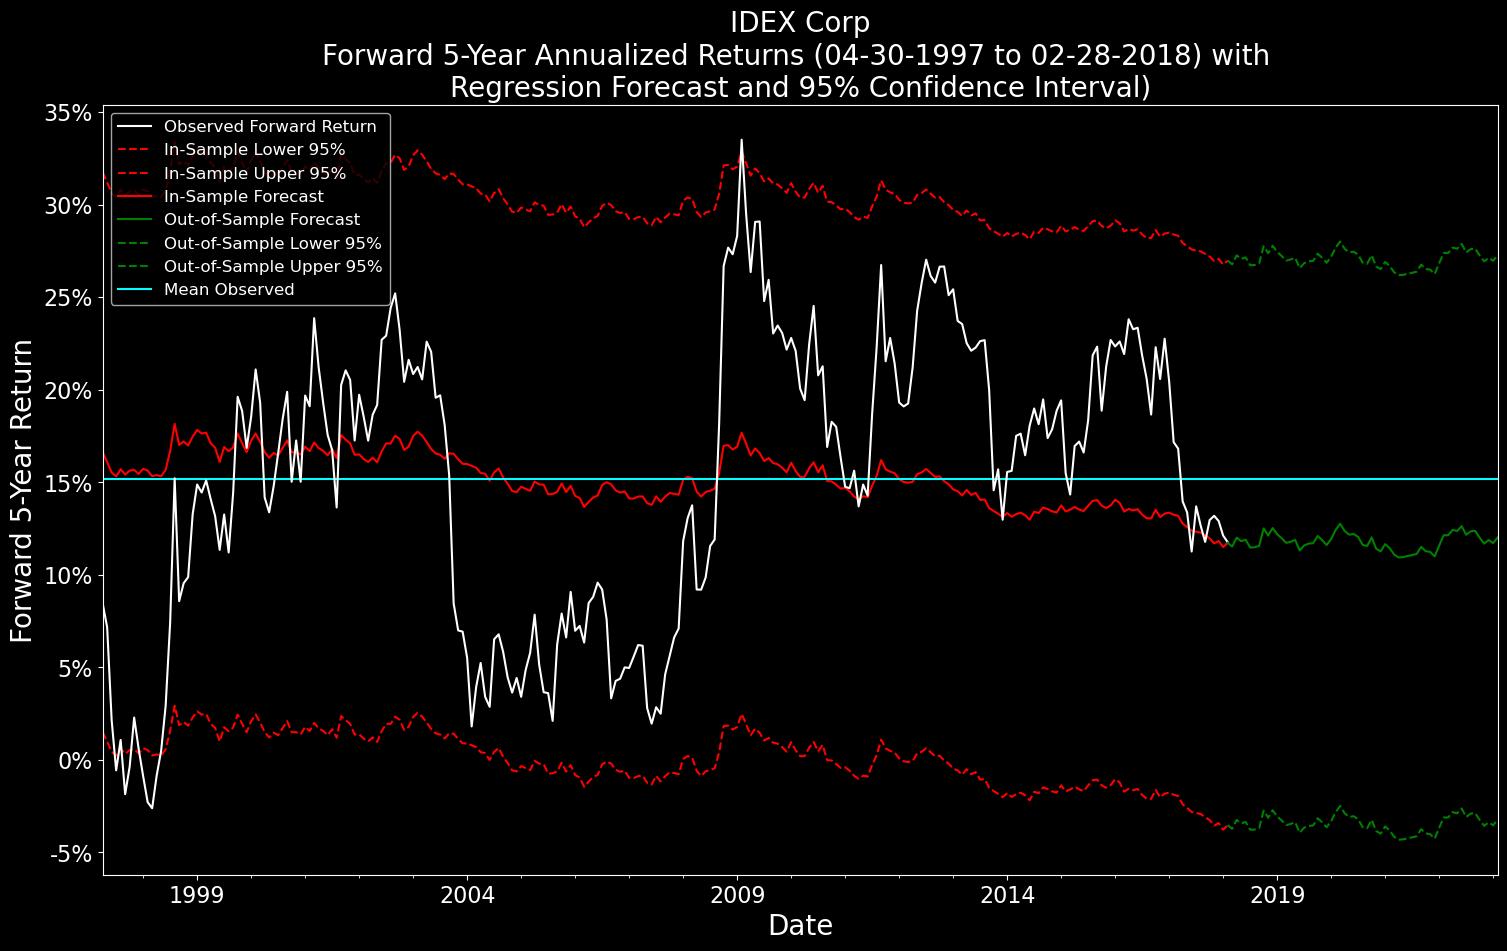 IDEX Corp
Forward 5-Year Annualized Returns (04-30-1997 to 02-28-2018) with
Regression Forecast and 95% Confidence Interval)
35%
30%
25%
20%
15%
10%
5%
0%
-5%
Forward 5-Year Return
Observed Forward Return
In-Sample Lower 95%
In-Sample Upper 95%
In-Sample Forecast
Out-of-Sample Forecast
Out-of-Sample Lower 95%
Out-of-Sample Upper 95%
Mean Observed
1999
2004
2009
2014
2019
Date